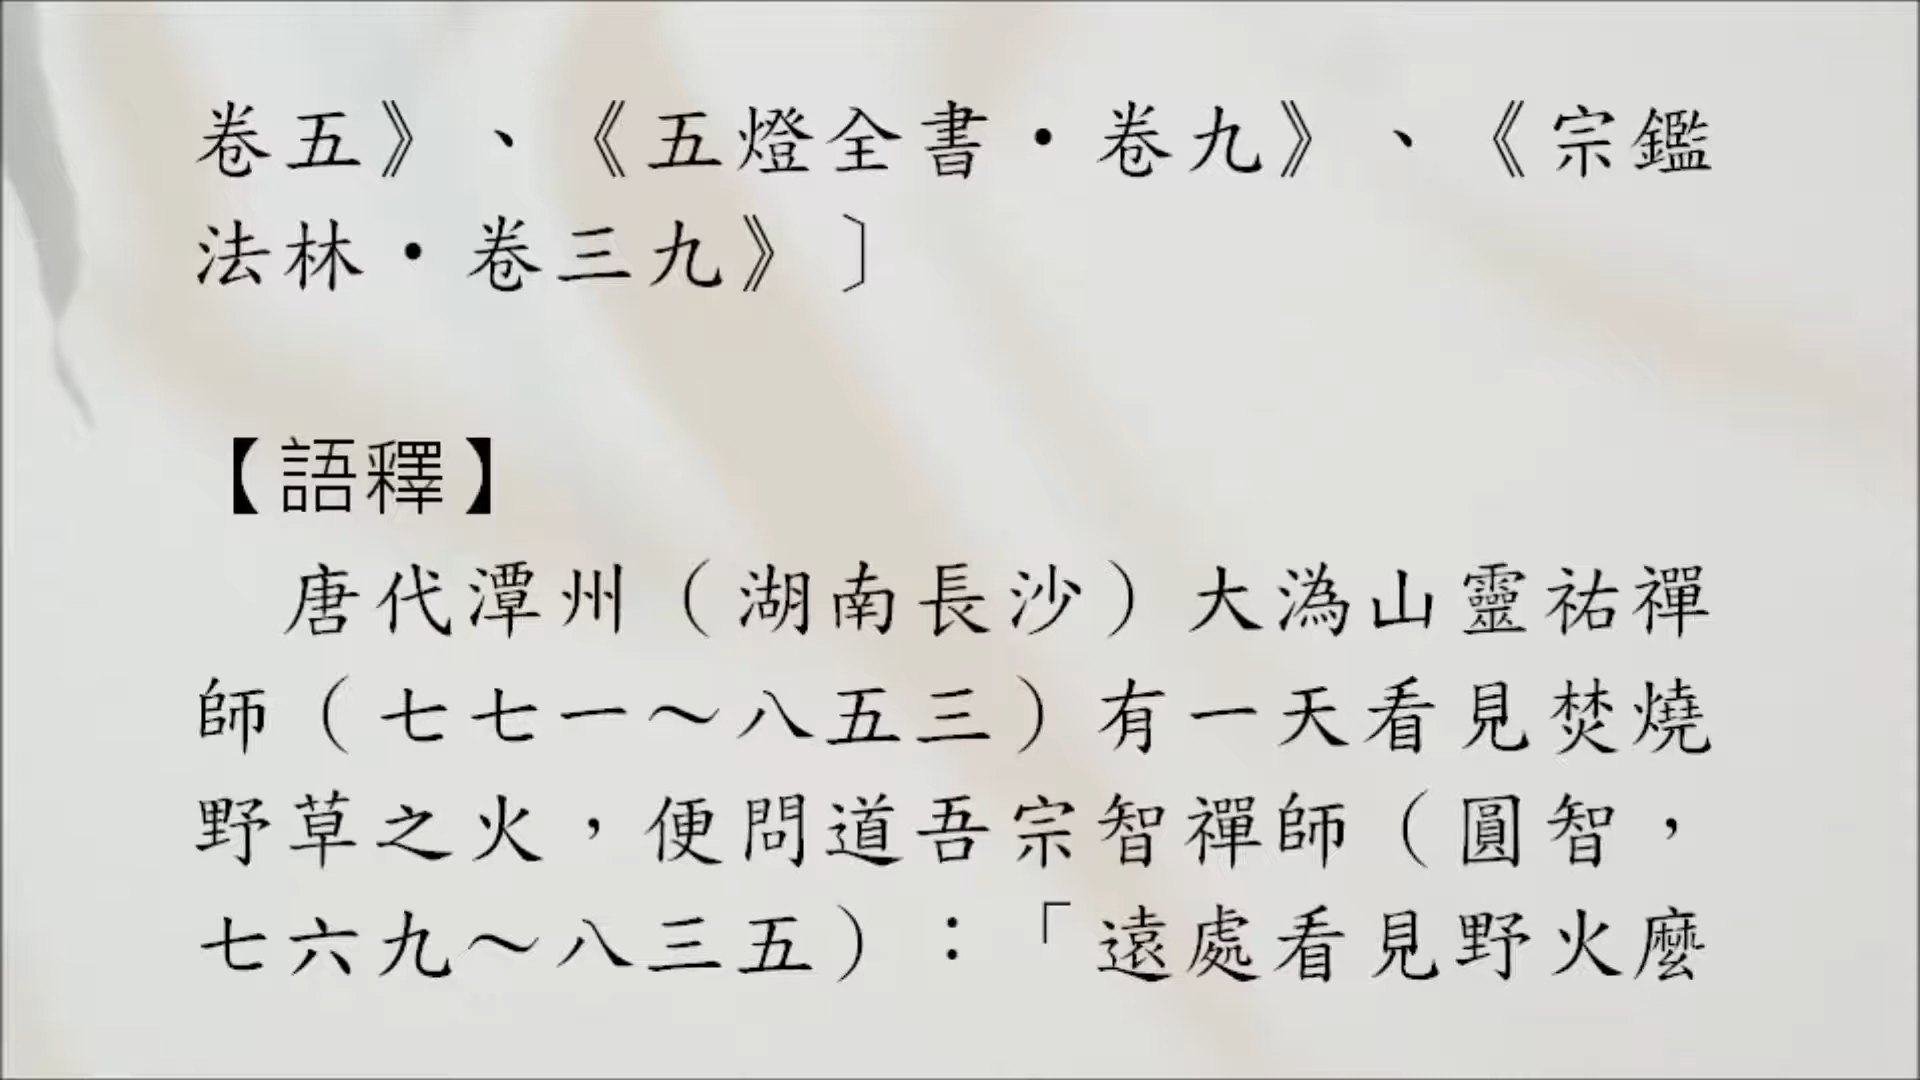 卷五》、《五燈全書・卷九》、《宗鑑
法林・卷三九》〕
【語釋】
唐代潭州（湖南長沙）大溈山靈祐禪
師（七七一～八五三）有一天看見焚燒
野草之火，便問道吾宗智禪師（圓智，
七六九～八三五）：「遠處看見野火麼